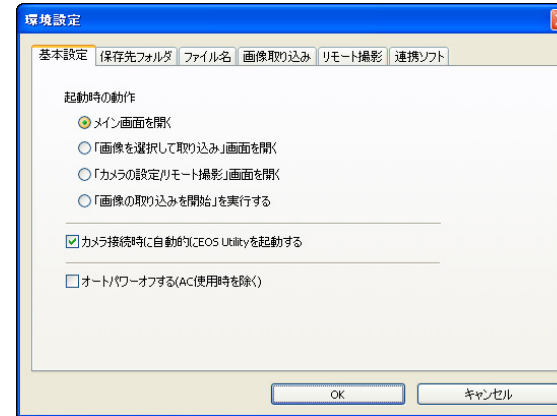 環境設定
基本設定 保存先フォルダ ファイル名 画像取り込み リモート撮影 連携ソフト
起動時の動作
メイン画面を開く
「画像を選択して取り込み」画面を開く
「カメラの設定/リモート撮影」画面を開く
「画像の取り込みを開始」を実行する
カメラ接続時に自動的にEOS Utilityを起動する
オートパワーオフする(AC使用時を除く)
OK キャンセル